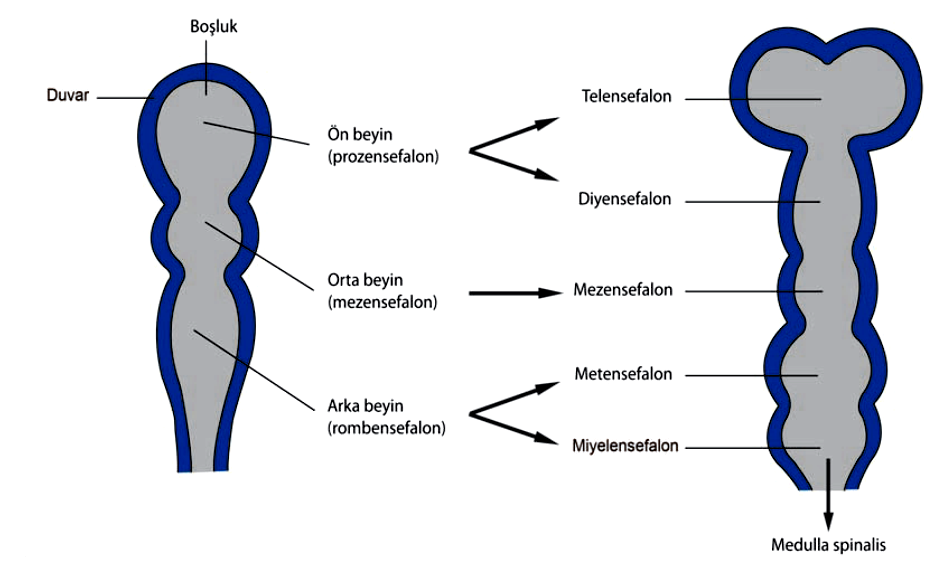 Boşluk
Duvar
Ön beyin
(prozensefalon)
Orta beyin
(mezensefalon)
Arka beyin
(rombensefalon)
Telensefalon
Diyensefalon
Mezensefalon
Metensefalon
Miyelensefalon
Medulla spinalis